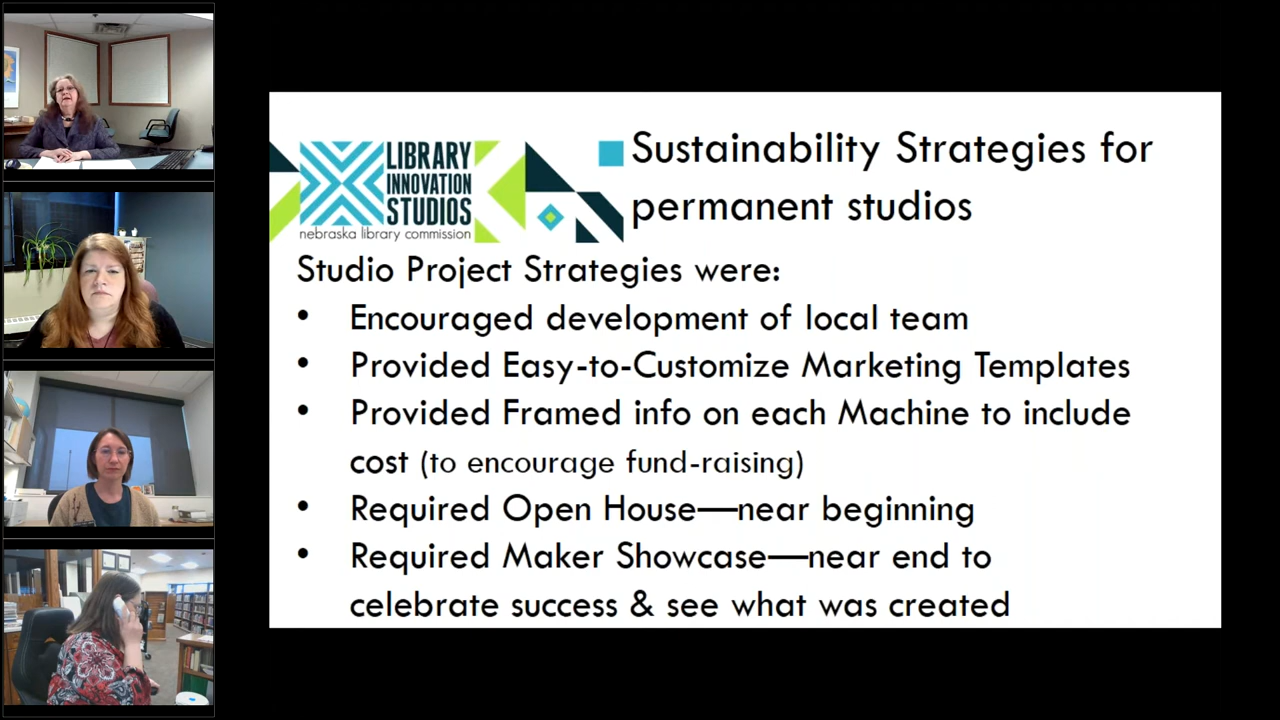 LIBRARY
INNOVATION
STUDIOS
nebraska library commission
Sustainability Strategies for
permanent studios
Studio Project Strategies were:
• Encouraged development of local team
• Provided Easy-to-Customize Marketing Templates
• Provided Framed info on each Machine to include
cost (to encourage fund-raising)
• Required Open House—near beginning
• Required Maker Showcase—near end to
celebrate success & see what was created